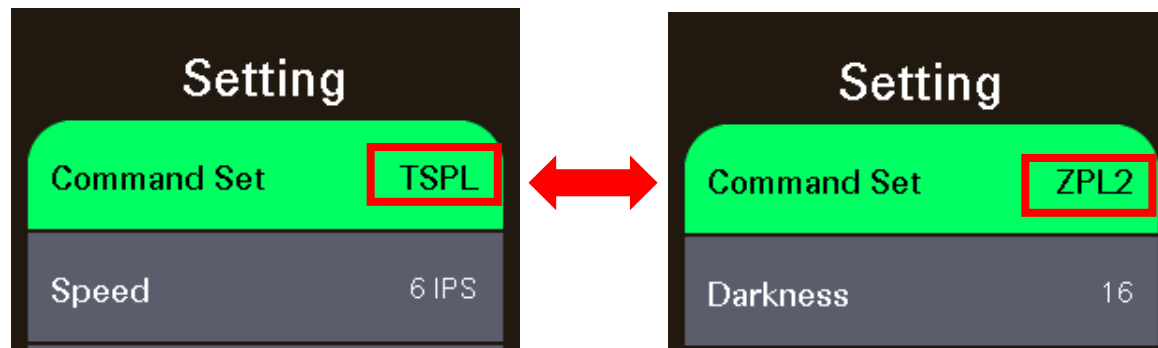 Setting
Command Set TSPL
Speed 6 IPS
Setting
Command Set ZPL2
Darkness 16